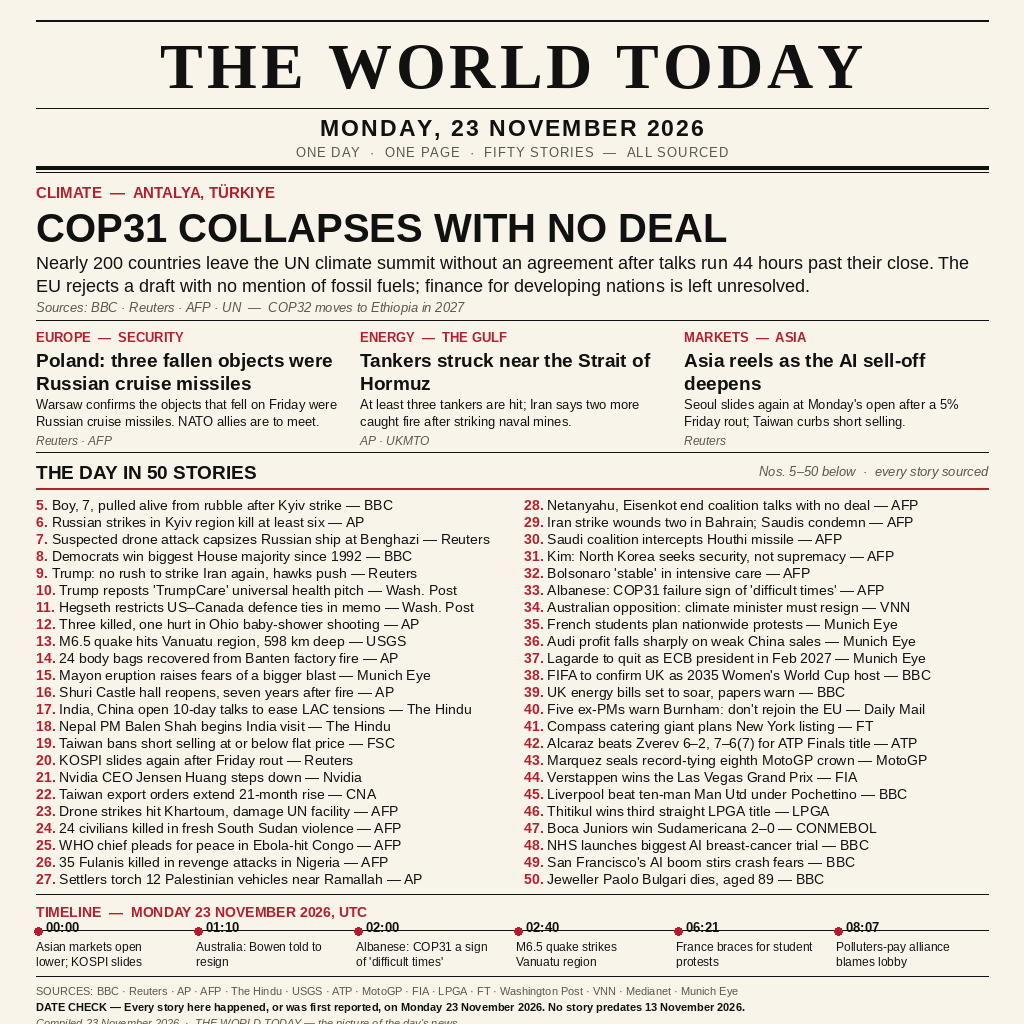 THE WORLD TODAY
MONDAY, 23 NOVEMBER 2026
ONE DAY · ONE PAGE · FIFTY STORIES — ALL SOURCED
CLIMATE — ANTALYA, TÜRKIYE
COP31 COLLAPSES WITH NO DEAL
Nearly 200 countries leave the UN climate summit without an agreement after talks run 44 hours past their close. The
EU rejects a draft with no mention of fossil fuels; finance for developing nations is left unresolved.
Sources: BBC · Reuters · AFP · UN — COP32 moves to Ethiopia in 2027
EUROPE — SECURITY
Poland: three fallen objects were
Russian cruise missiles
Warsaw confirms the objects that fell on Friday were
Russian cruise missiles. NATO allies are to meet.
Reuters · AFP
ENERGY — THE GULF
Tankers struck near the Strait of
Hormuz
At least three tankers are hit; Iran says two more
caught fire after striking naval mines.
AP · UKMTO
MARKETS — ASIA
Asia reels as the AI sell-off
deepens
Seoul slides again at Monday's open after a 5%
Friday rout; Taiwan curbs short selling.
Reuters
THE DAY IN 50 STORIES
Nos. 5–50 below · every story sourced
5. Boy, 7, pulled alive from rubble after Kyiv strike — BBC
6. Russian strikes in Kyiv region kill at least six — AP
7. Suspected drone attack capsizes Russian ship at Benghazi — Reuters
8. Democrats win biggest House majority since 1992 — BBC
9. Trump: no rush to strike Iran again, hawks push — Reuters
10. Trump reposts 'TrumpCare' universal health pitch — Wash. Post
11. Hegseth restricts US–Canada defence ties in memo — Wash. Post
12. Three killed, one hurt in Ohio baby-shower shooting — AP
13. M6.5 quake hits Vanuatu region, 598 km deep — USGS
14. 24 body bags recovered from Banten factory fire — AP
15. Mayon eruption raises fears of a bigger blast — Munich Eye
16. Shuri Castle hall reopens, seven years after fire — AP
17. India, China open 10-day talks to ease LAC tensions — The Hindu
18. Nepal PM Balen Shah begins India visit — The Hindu
19. Taiwan bans short selling at or below flat price — FSC
20. KOSPI slides again after Friday rout — Reuters
21. Nvidia CEO Jensen Huang steps down — Nvidia
22. Taiwan export orders extend 21-month rise — CNA
23. Drone strikes hit Khartoum, damage UN facility — AFP
24. 24 civilians killed in fresh South Sudan violence — AFP
25. WHO chief pleads for peace in Ebola-hit Congo — AFP
26. 35 Fulanis killed in revenge attacks in Nigeria — AFP
27. Settlers torch 12 Palestinian vehicles near Ramallah — AP
28. Netanyahu, Eisenkot end coalition talks with no deal — AFP
29. Iran strike wounds two in Bahrain; Saudis condemn — AFP
30. Saudi coalition intercepts Houthi missile — AFP
31. Kim: North Korea seeks security, not supremacy — AFP
32. Bolsonaro 'stable' in intensive care — AFP
33. Albanese: COP31 failure sign of 'difficult times' — AFP
34. Australian opposition: climate minister must resign — VNN
35. French students plan nationwide protests — Munich Eye
36. Audi profit falls sharply on weak China sales — Munich Eye
37. Lagarde to quit as ECB president in Feb 2027 — Munich Eye
38. FIFA to confirm UK as 2035 Women's World Cup host — BBC
39. UK energy bills set to soar, papers warn — BBC
40. Five ex-PMs warn Burnham: don't rejoin the EU — Daily Mail
41. Compass catering giant plans New York listing — FT
42. Alcaraz beats Zverev 6–2, 7–6(7) for ATP Finals title — ATP
43. Marquez seals record-tying eighth MotoGP crown — MotoGP
44. Verstappen wins the Las Vegas Grand Prix — FIA
45. Liverpool beat ten-man Man Utd under Pochettino — BBC
46. Thitikul wins third straight LPGA title — LPGA
47. Boca Juniors win Sudamericana 2–0 — CONMEBOL
48. NHS launches biggest AI breast-cancer trial — BBC
49. San Francisco's AI boom stirs crash fears — BBC
50. Jeweller Paolo Bulgari dies, aged 89 — BBC
TIMELINE — MONDAY 23 NOVEMBER 2026, UTC
00:00
Asian markets open
lower; KOSPI slides
01:10
Australia: Bowen told to
resign
02:00
Albanese: COP31 a sign
of 'difficult times'
02:40
M6.5 quake strikes
Vanuatu region
06:21
France braces for student
protests
08:07
Polluters-pay alliance
blames lobby
SOURCES: BBC · Reuters · AP · AFP · The Hindu · USGS · ATP · MotoGP · FIA · LPGA · FT · Washington Post · VNN · Medianet · Munich Eye
DATE CHECK — Every story here happened, or was first reported, on Monday 23 November 2026. No story predates 13 November 2026.
Compiled 23 November 2026 · THE WORLD TODAY — the picture of the day's news